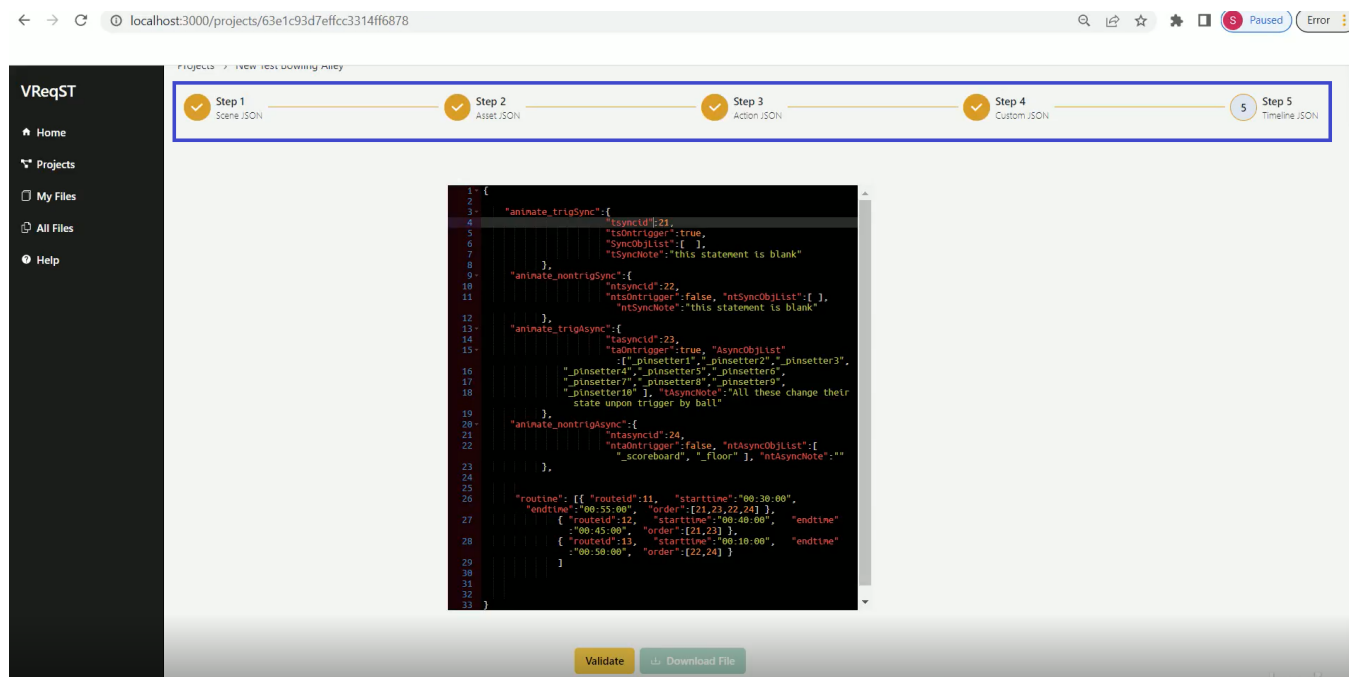 localhost:3000/projects/63e1c93d7effcc3314ff6878
S Paused
Error
Projects > New Test Bowling Alley
VReqST
Home
Projects
My Files
All Files
Help
Step 1
Scene JSON
Step 2
Asset JSON
Step 3
Action JSON
Step 4
Custom JSON
5 Step 5
Timeline JSON
1 {
2
3 "animate_trigSync":{
4 "tsyncid":21,
5 "tsOntrigger":true,
6 "SyncObjList":[ ],
7 "tSyncNote":"this statement is blank"
8 },
9 "animate_nontrigSync":{
10 "ntsyncid":22,
11 "ntsOntrigger":false, "ntSyncObjList":[ ],
"ntSyncNote":"this statement is blank"
12 },
13 "animate_trigAsync":{
14 "tasyncid":23,
15 "taOntrigger":true, "AsyncObjList"
:["_pinsetter1","_pinsetter2","_pinsetter3",
16 "_pinsetter4","_pinsetter5","_pinsetter6",
17 "_pinsetter7","_pinsetter8","_pinsetter9",
18 "_pinsetter10" ], "tAsyncNote":"All these change their
state unpon trigger by ball"
19 },
20 "animate_nontrigAsync":{
21 "ntasyncid":24,
22 "ntaOntrigger":false, "ntAsyncObjList":[
"_scoreboard", "_floor" ], "ntAsyncNote":""
23 },
24
25
26 "routine": [{ "routeid":11, "starttime":"00:30:00",
"endtime":"00:55:00", "order":[21,23,22,24] },
27 { "routeid":12, "starttime":"00:40:00", "endtime"
:"00:45:00", "order":[21,23] },
28 { "routeid":13, "starttime":"00:10:00", "endtime"
:"00:50:00", "order":[22,24] }
29 ]
30
31
32
33 }
Validate
Download File